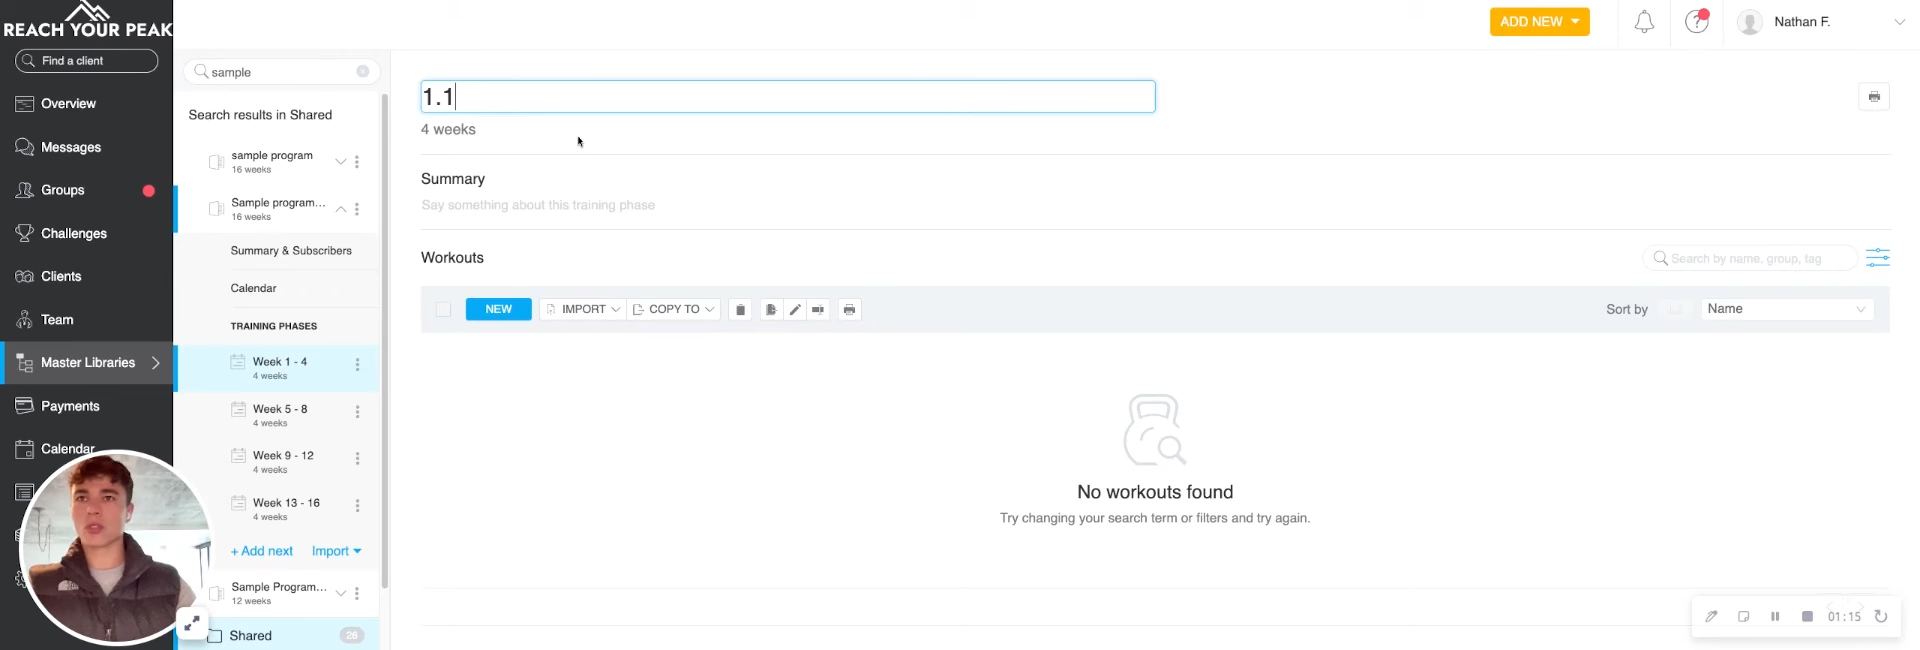 REACH YOUR PEAK
Find a client
Overview
Messages
Groups
Challenges
Clients
Team
Master Libraries
Payments
Calendar
sample
Search results in Shared
sample program
16 weeks
Sample program...
16 weeks
Summary & Subscribers
Calendar
TRAINING PHASES
Week 1 - 4
4 weeks
Week 5 - 8
4 weeks
Week 9 - 12
4 weeks
Week 13 - 16
4 weeks
+ Add next Import
Sample Program...
12 weeks
Shared 26
ADD NEW
Nathan F.
1.1
4 weeks
Summary
Say something about this training phase
Workouts
Search by name, group, tag
NEW IMPORT COPY TO
Sort by Name
No workouts found
Try changing your search term or filters and try again.
01:15